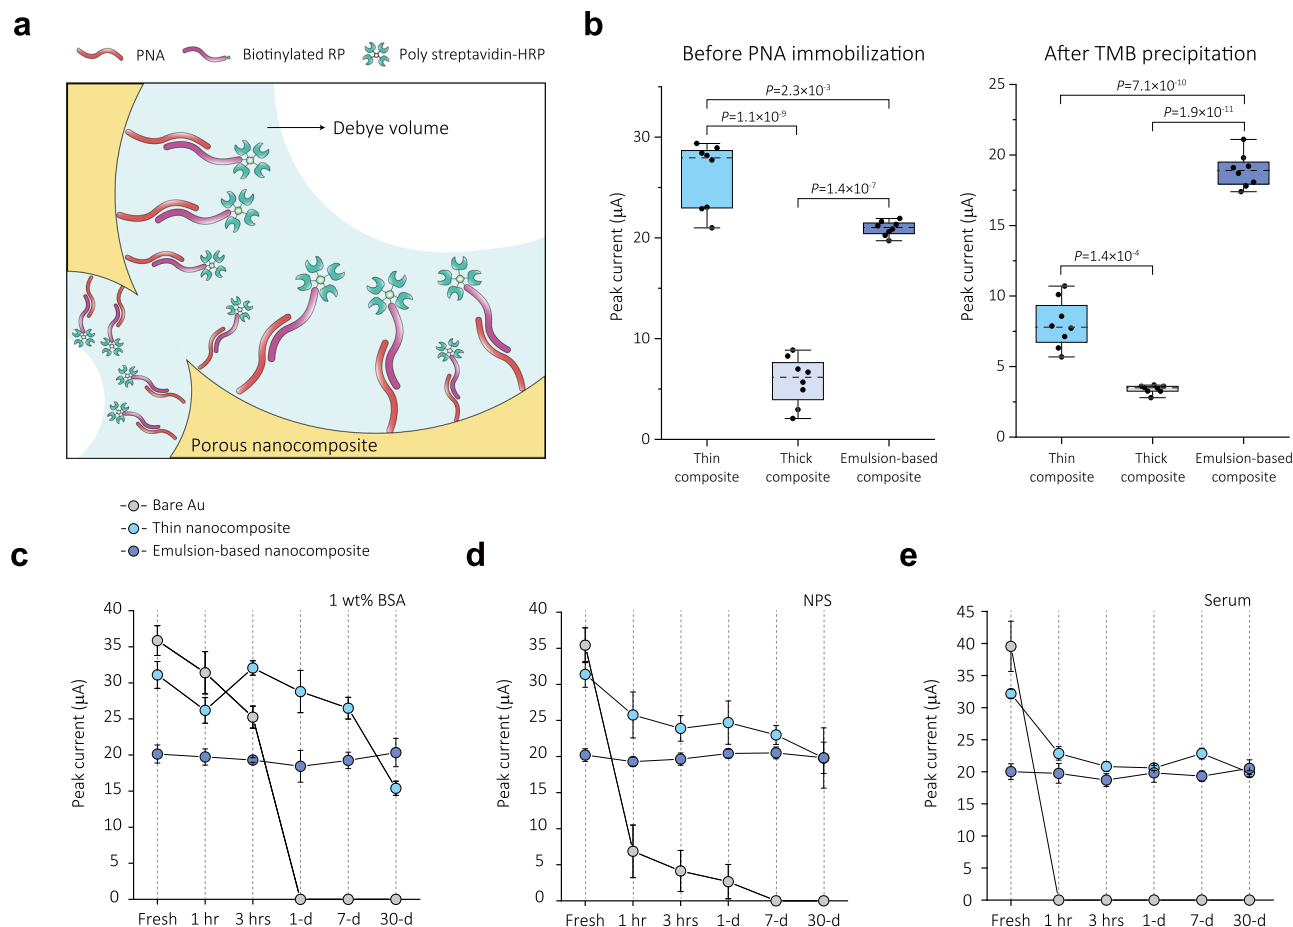 a
PNA
Biotinylated RP
Poly streptavidin-HRP
Debye volume
Porous nanocomposite
b
Before PNA immobilization
P=2.3×10-3
P=1.1×10-9
P=1.4×10-7
Peak current (µA)
30
20
10
0
Thin composite
Thick composite
Emulsion-based composite
After TMB precipitation
P=7.1×10-10
P=1.9×10-11
P=1.4×10-4
Peak current (µA)
25
20
15
10
5
0
Thin composite
Thick composite
Emulsion-based composite
Bare Au
Thin nanocomposite
Emulsion-based nanocomposite
c
1 wt% BSA
Peak current (µA)
40
35
30
25
20
15
10
5
0
Fresh 1 hr 3 hrs 1-d 7-d 30-d
d
NPS
Peak current (µA)
40
35
30
25
20
15
10
5
0
Fresh 1 hr 3 hrs 1-d 7-d 30-d
e
Serum
Peak current (µA)
45
40
35
30
25
20
15
10
5
0
Fresh 1 hr 3 hrs 1-d 7-d 30-d